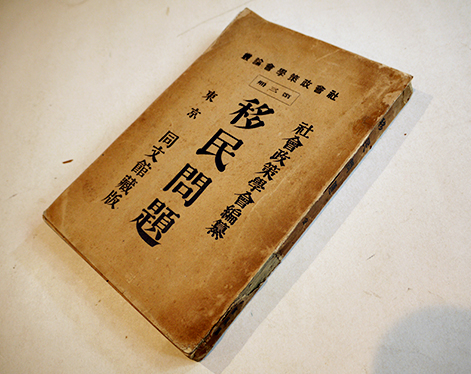 社會政策學會論叢
第三冊
社會政策學會編纂
移民問題
東京 同文館藏版